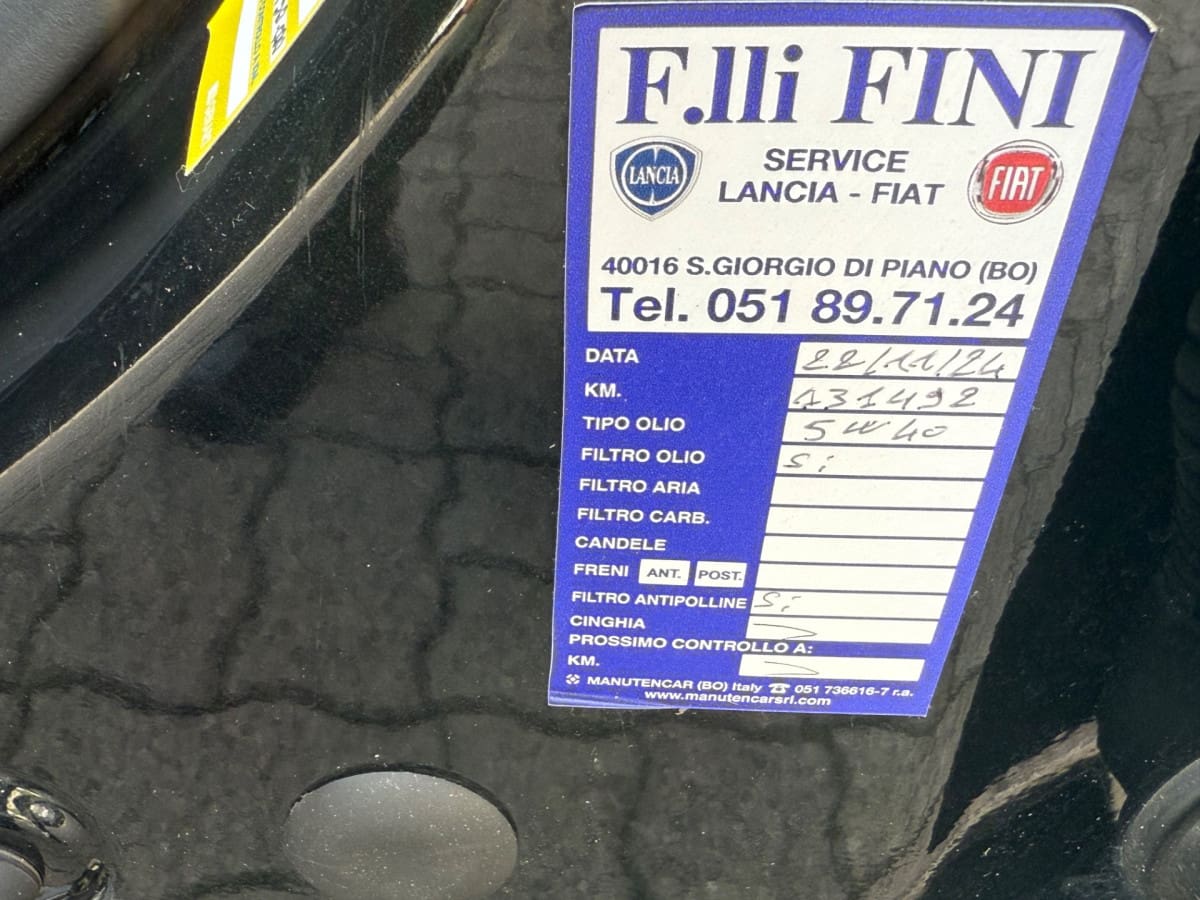 F.lli FINI
LANCIA
SERVICE
LANCIA - FIAT
FIAT
40016 S.GIORGIO DI PIANO (BO)
Tel. 051 89.71.24
DATA 22/11/24
KM. 131492
TIPO OLIO 5W40
FILTRO OLIO Si
FILTRO ARIA
FILTRO CARB.
CANDELE
FRENI ANT. POST.
FILTRO ANTIPOLLINE Si
CINGHIA
PROSSIMO CONTROLLO A:
KM.
MANUTENCAR (BO) Italy ☎ 051 736616-7 r.a.
www.manutencarsrl.com